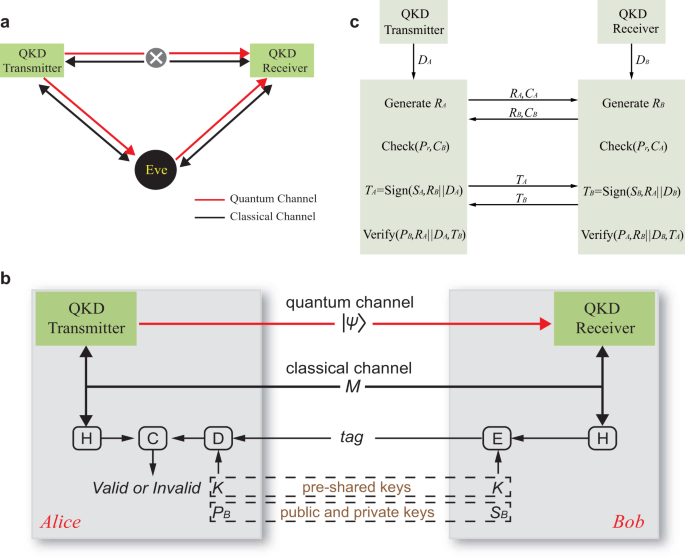 a
QKD
Transmitter
QKD
Receiver
Eve
Quantum Channel
Classical Channel
c
QKD
Transmitter
QKD
Receiver
D_A
D_B
Generate R_A
R_A,C_A
R_B,C_B
Generate R_B
Check(P_r,C_B)
Check(P_r,C_A)
T_A=Sign(S_A,R_B||D_A)
T_A
T_B
T_B=Sign(S_B,R_A||D_B)
Verify(P_B,R_A||D_A,T_B)
Verify(P_A,R_B||D_B,T_A)
b
QKD
Transmitter
quantum channel
|ψ⟩
QKD
Receiver
classical channel
M
H
C
D
tag
E
H
Valid or Invalid
K
pre-shared keys
K
P_B
public and private keys
S_B
Alice
Bob